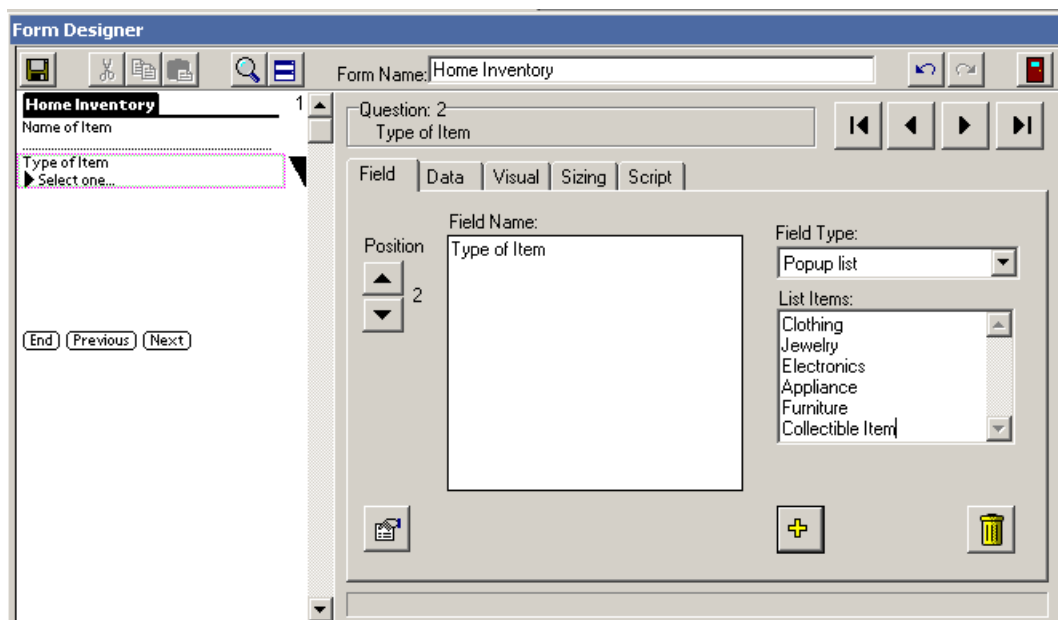 Form Designer
Form Name: Home Inventory
Home Inventory 1
Name of Item
Type of Item
Select one...
End Previous Next
Question: 2
Type of Item
Field Data Visual Sizing Script
Field Name:
Type of Item
Position
2
Field Type:
Popup list
List Items:
Clothing
Jewelry
Electronics
Appliance
Furniture
Collectible Item